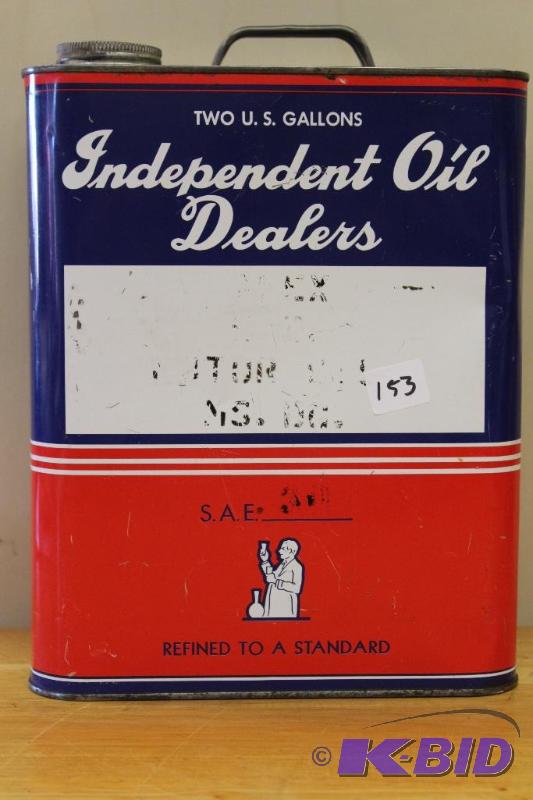 TWO U. S. GALLONS
Independent Oil
Dealers
153
S.A.E.
REFINED TO A STANDARD
© K-BID